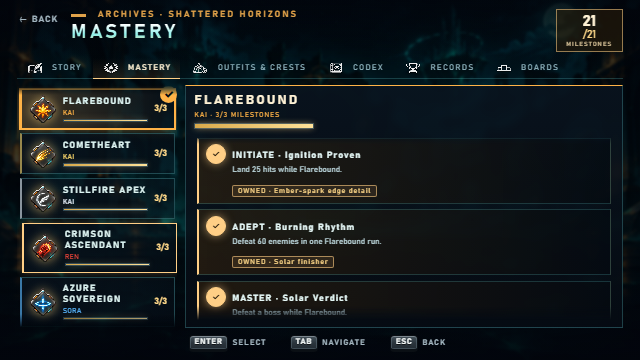 ← BACK
ARCHIVES · SHATTERED HORIZONS
MASTERY
21
/21
MILESTONES
STORY
MASTERY
OUTFITS & CRESTS
CODEX
RECORDS
BOARDS
FLAREBOUND
KAI
3/3
COMETHEART
KAI
3/3
STILLFIRE APEX
KAI
3/3
CRIMSON
ASCENDANT
REN
3/3
AZURE
SOVEREIGN
SORA
3/3
FLAREBOUND
KAI · 3/3 MILESTONES
INITIATE · Ignition Proven
Land 25 hits while Flarebound.
OWNED · Ember-spark edge detail
ADEPT · Burning Rhythm
Defeat 60 enemies in one Flarebound run.
OWNED · Solar finisher
MASTER · Solar Verdict
Defeat a boss while Flarebound.
ENTER SELECT
TAB NAVIGATE
ESC BACK